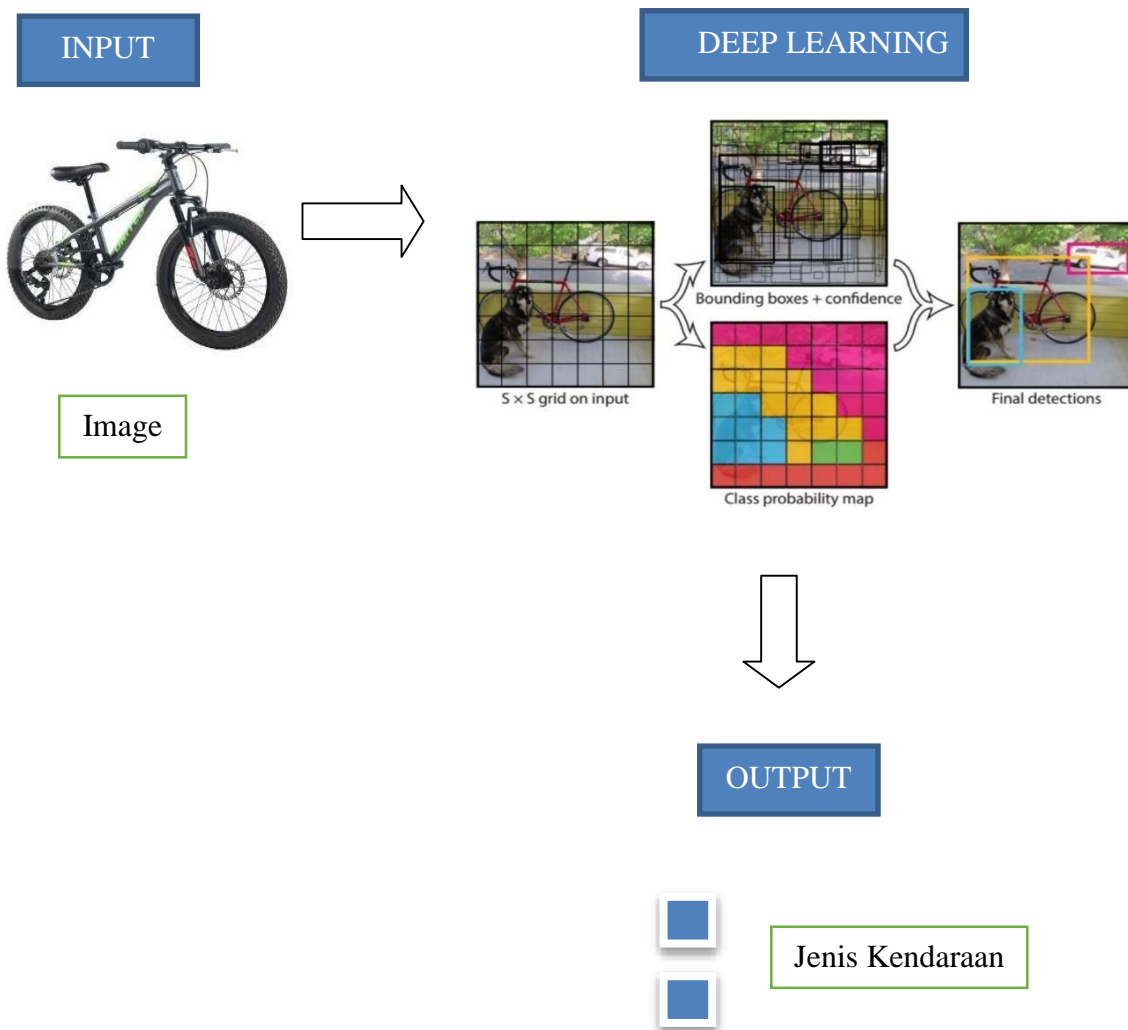 INPUT
DEEP LEARNING
Bounding boxes + confidence
S × S grid on input
Final detections
Class probability map
Image
OUTPUT
Jenis Kendaraan